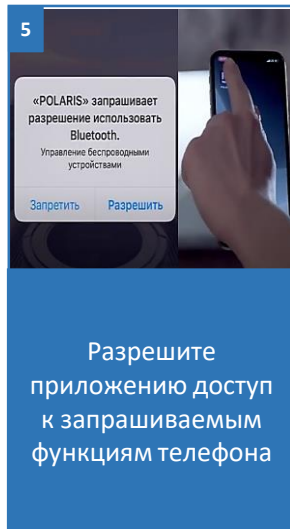 5
«POLARIS» запрашивает
разрешение использовать
Bluetooth.
Управление беспроводными
устройствами
Запретить Разрешить
Разрешите
приложению доступ
к запрашиваемым
функциям телефона